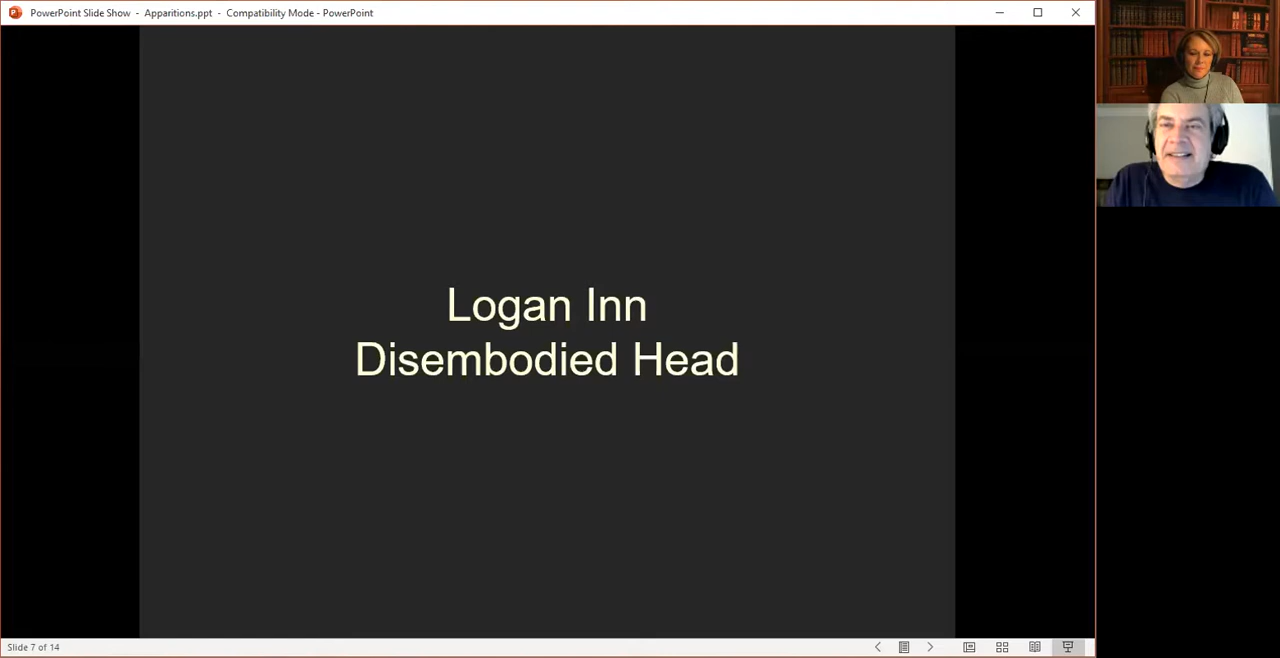 PowerPoint Slide Show - Apparitions.ppt - Compatibility Mode - PowerPoint
Logan Inn
Disembodied Head
Slide 7 of 14